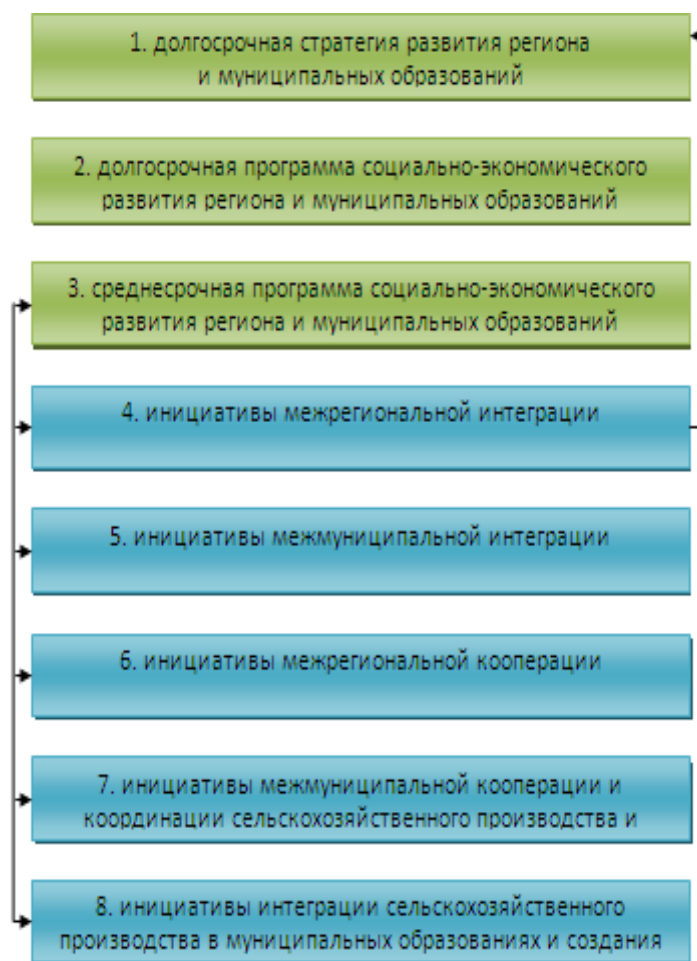 1. долгосрочная стратегия развития региона
и муниципальных образований
2. долгосрочная программа социально-экономического
развития региона и муниципальных образований
3. среднесрочная программа социально-экономического
развития региона и муниципальных образований
4. инициативы межрегиональной интеграции
5. инициативы межмуниципальной интеграции
6. инициативы межрегиональной кооперации
7. инициативы межмуниципальной кооперации и
координации сельскохозяйственного производства и
8. инициативы интеграции сельскохозяйственного
производства в муниципальных образованиях и создания